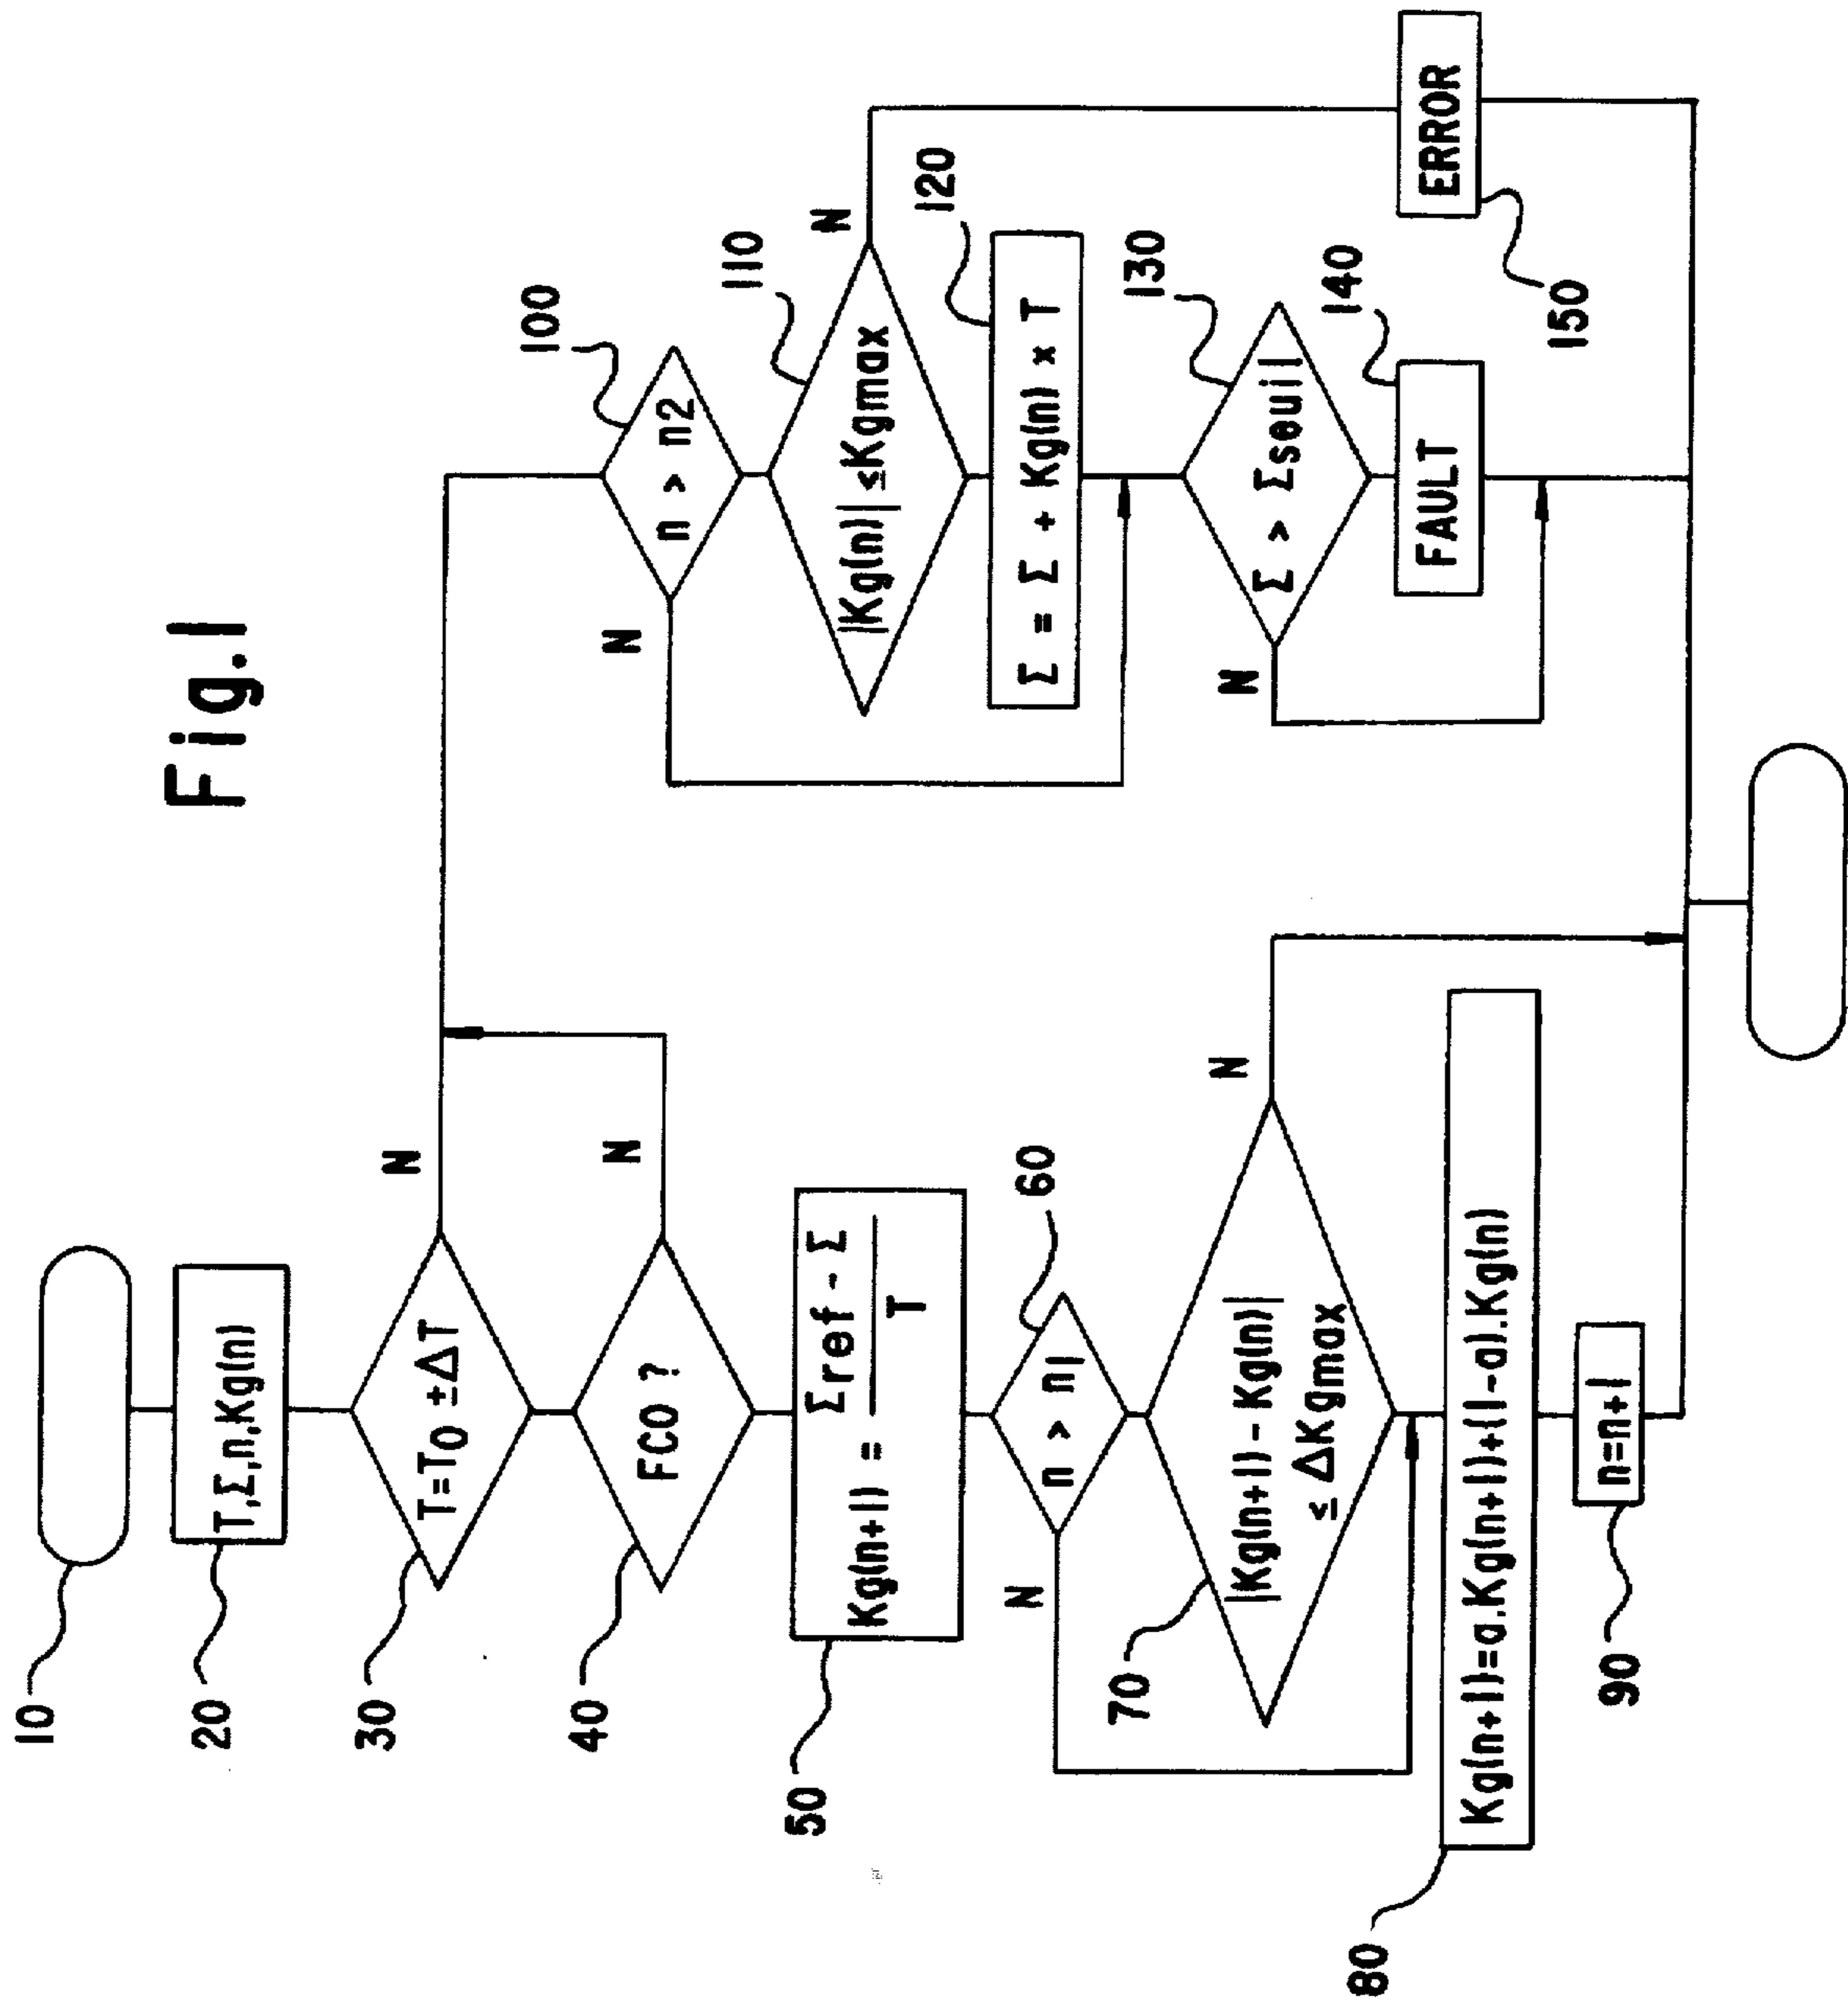 Fig.1
10
20
T,Σ,n,Kg(n)
30
T=T0 ±ΔT
N
40
FCO ?
N
50
Kg(n+1) = Σref - Σ / T
60
n > n1
N
70
|Kg(n+1) - Kg(n)|
≤ ΔKgmax
N
80
Kg(n+1)=a.Kg(n+1)+(1-a).Kg(n)
90
n=n+1
100
n > n2
N
110
|Kg(n)| ≤Kgmax
N
120
Σ = Σ + Kg(n) × T
130
Σ > Σseuil
N
140
FAULT
ERROR
150